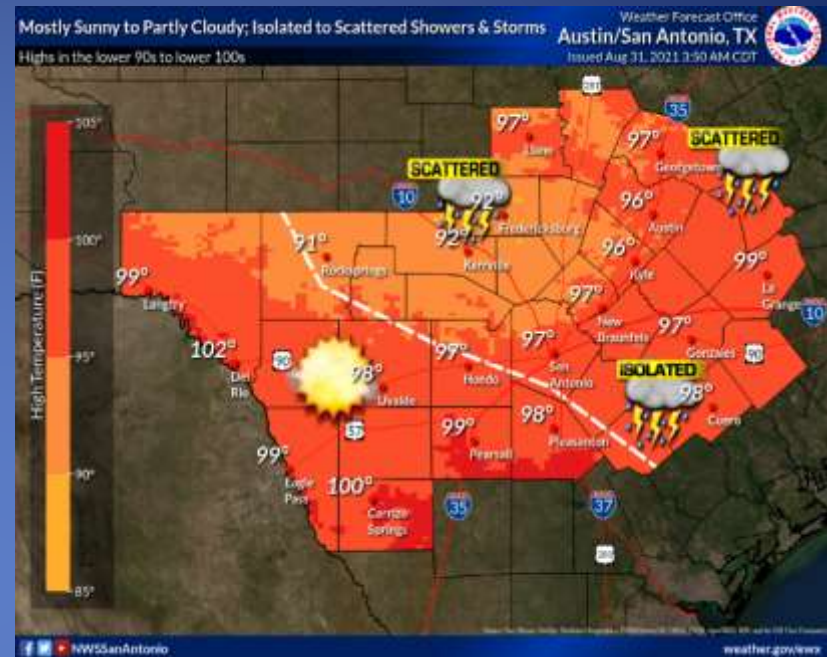 Mostly Sunny to Partly Cloudy; Isolated to Scattered Showers & Storms
Highs in the lower 90s to lower 100s
Weather Forecast Office
Austin/San Antonio, TX
Issued Aug 31, 2021 3:50 AM CDT
High Temperature (F)
105°
100°
95°
90°
85°
281
35
97°
Llano
97°
Georgetown
SCATTERED
SCATTERED
10
92°
Fredericksburg
96°
Austin
91°
Rocksprings
92°
Kerrville
96°
Kyle
99°
La Grange
99°
Langtry
97°
New Braunfels
10
102°
Del Rio
90
98°
Uvalde
99°
Hondo
97°
San Antonio
97°
Gonzales
90
ISOLATED
98°
Cuero
57
99°
Pearsall
98°
Pleasanton
99°
Eagle Pass
100°
Carrizo Springs
35
37
NWSSanAntonio
weather.gov/ewx